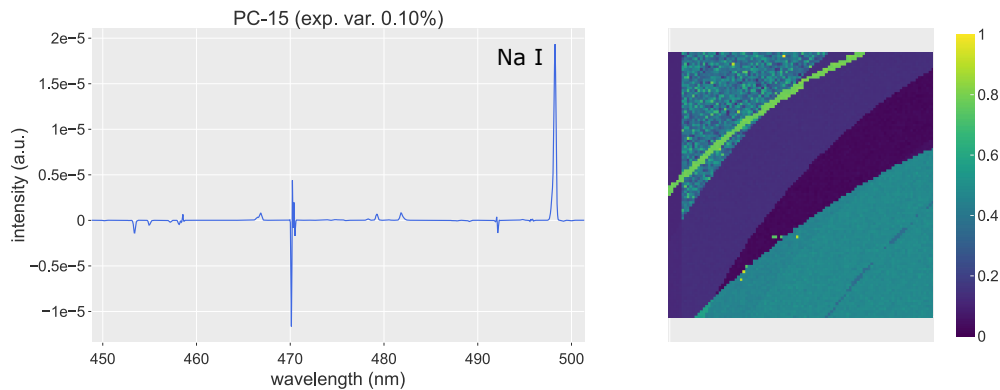 PC-15 (exp. var. 0.10%)
2e−5
1.5e−5
1e−5
0.5e−5
0
−0.5e−5
−1e−5
intensity (a.u.)
Na I
450
460
470
480
490
500
wavelength (nm)
1
0.8
0.6
0.4
0.2
0